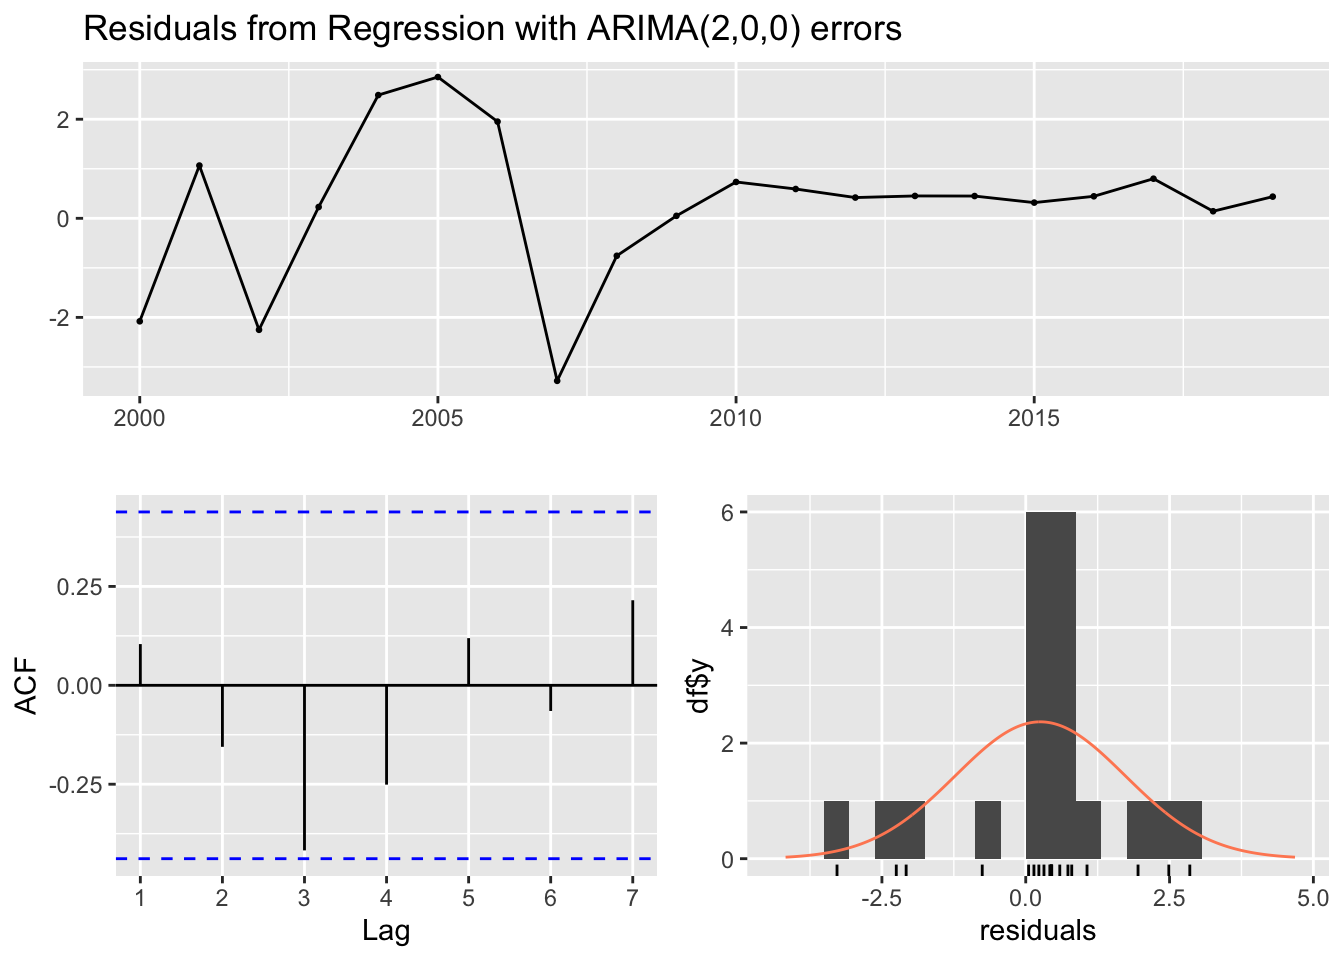 Residuals from Regression with ARIMA(2,0,0) errors
2
0
-2
2000 2005 2010 2015
ACF
0.25
0.00
-0.25
1 2 3 4 5 6 7
Lag
df$y
6
4
2
0
-2.5 0.0 2.5 5.0
residuals